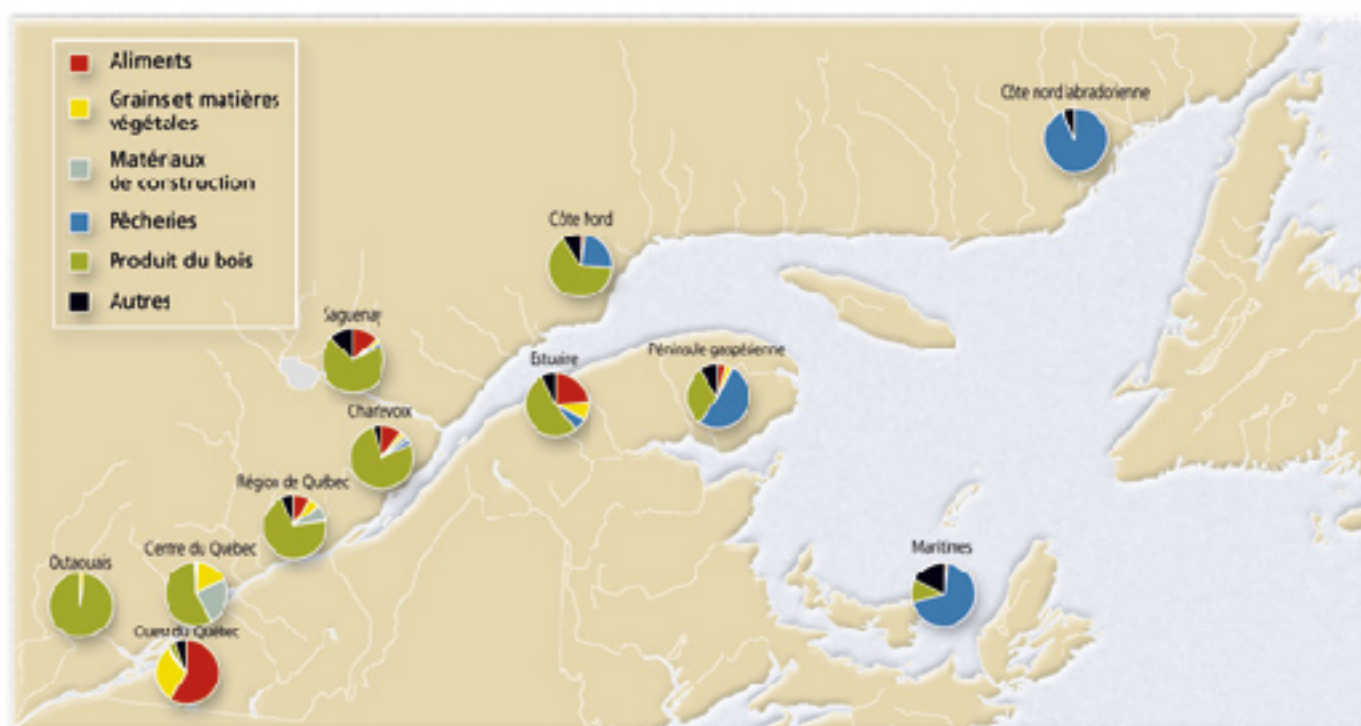 Aliments
Grains et matières
végétales
Matériaux
de construction
Pêcheries
Produit du bois
Autres
Côte nord labradorienne
Côte Nord
Saguenay
Estuaire
Péninsule gaspésienne
Charlevoix
Région de Québec
Centre du Québec
Maritimes
Outaouais
Ouest du Québec